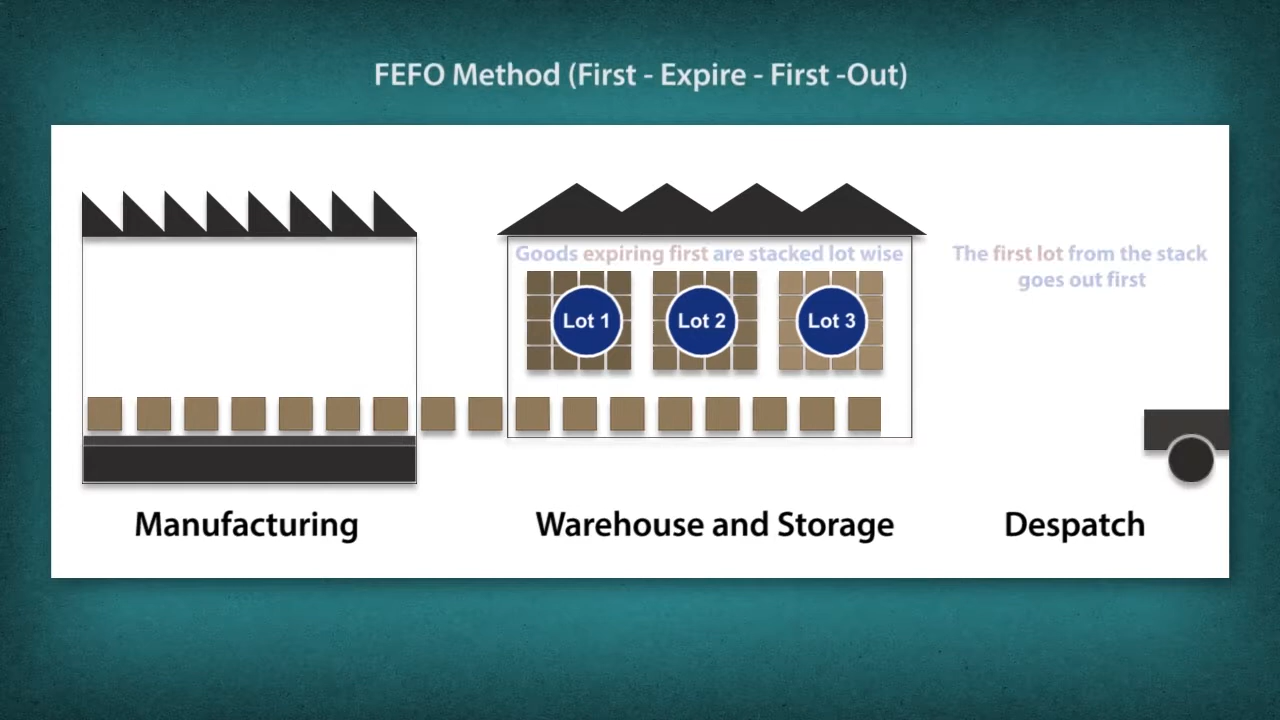 FEFO Method (First - Expire - First -Out)
Goods expiring first are stacked lot wise
The first lot from the stack
goes out first
Lot 1
Lot 2
Lot 3
Manufacturing
Warehouse and Storage
Despatch